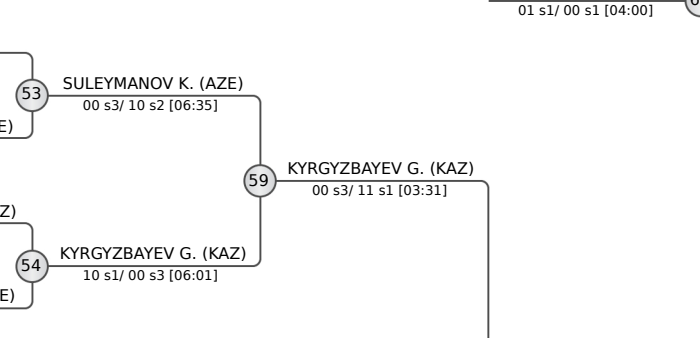 01 s1/ 00 s1 [04:00]
SULEYMANOV K. (AZE)
53
00 s3/ 10 s2 [06:35]
E)
KYRGYZBAYEV G. (KAZ)
59
00 s3/ 11 s1 [03:31]
Z)
KYRGYZBAYEV G. (KAZ)
54
10 s1/ 00 s3 [06:01]
E)